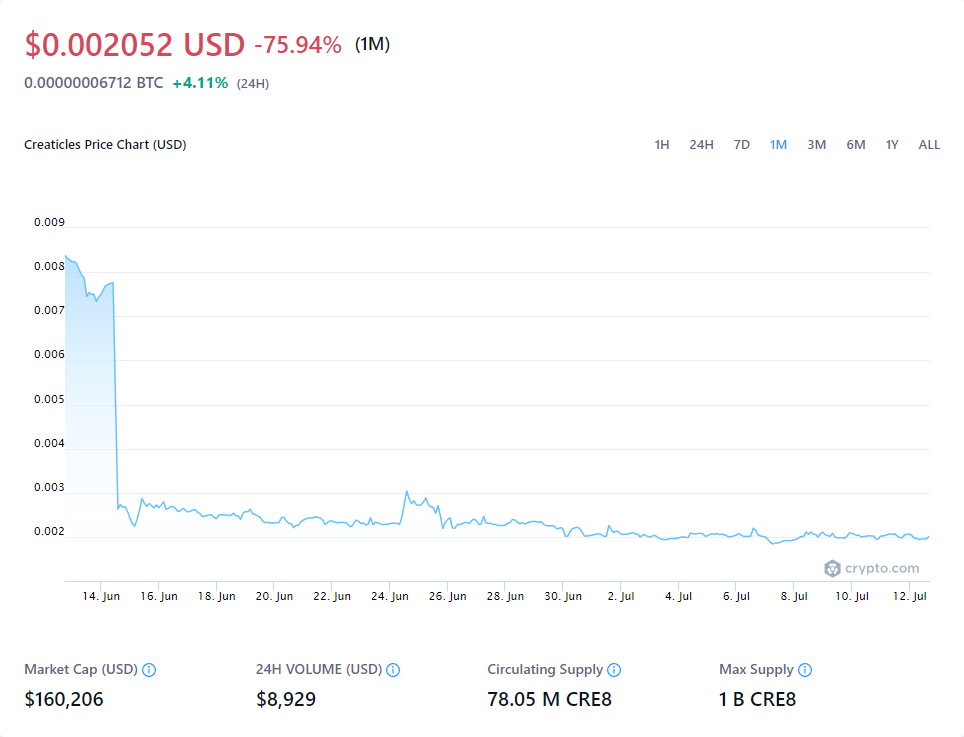 $0.002052 USD -75.94% (1M)
0.00000006712 BTC +4.11% (24H)
Creaticles Price Chart (USD) 1H 24H 7D 1M 3M 6M 1Y ALL
0.009
0.008
0.007
0.006
0.005
0.004
0.003
0.002
crypto.com
14. Jun 16. Jun 18. Jun 20. Jun 22. Jun 24. Jun 26. Jun 28. Jun 30. Jun 2. Jul 4. Jul 6. Jul 8. Jul 10. Jul 12. Jul
Market Cap (USD) 24H VOLUME (USD) Circulating Supply Max Supply
$160,206 $8,929 78.05 M CRE8 1 B CRE8